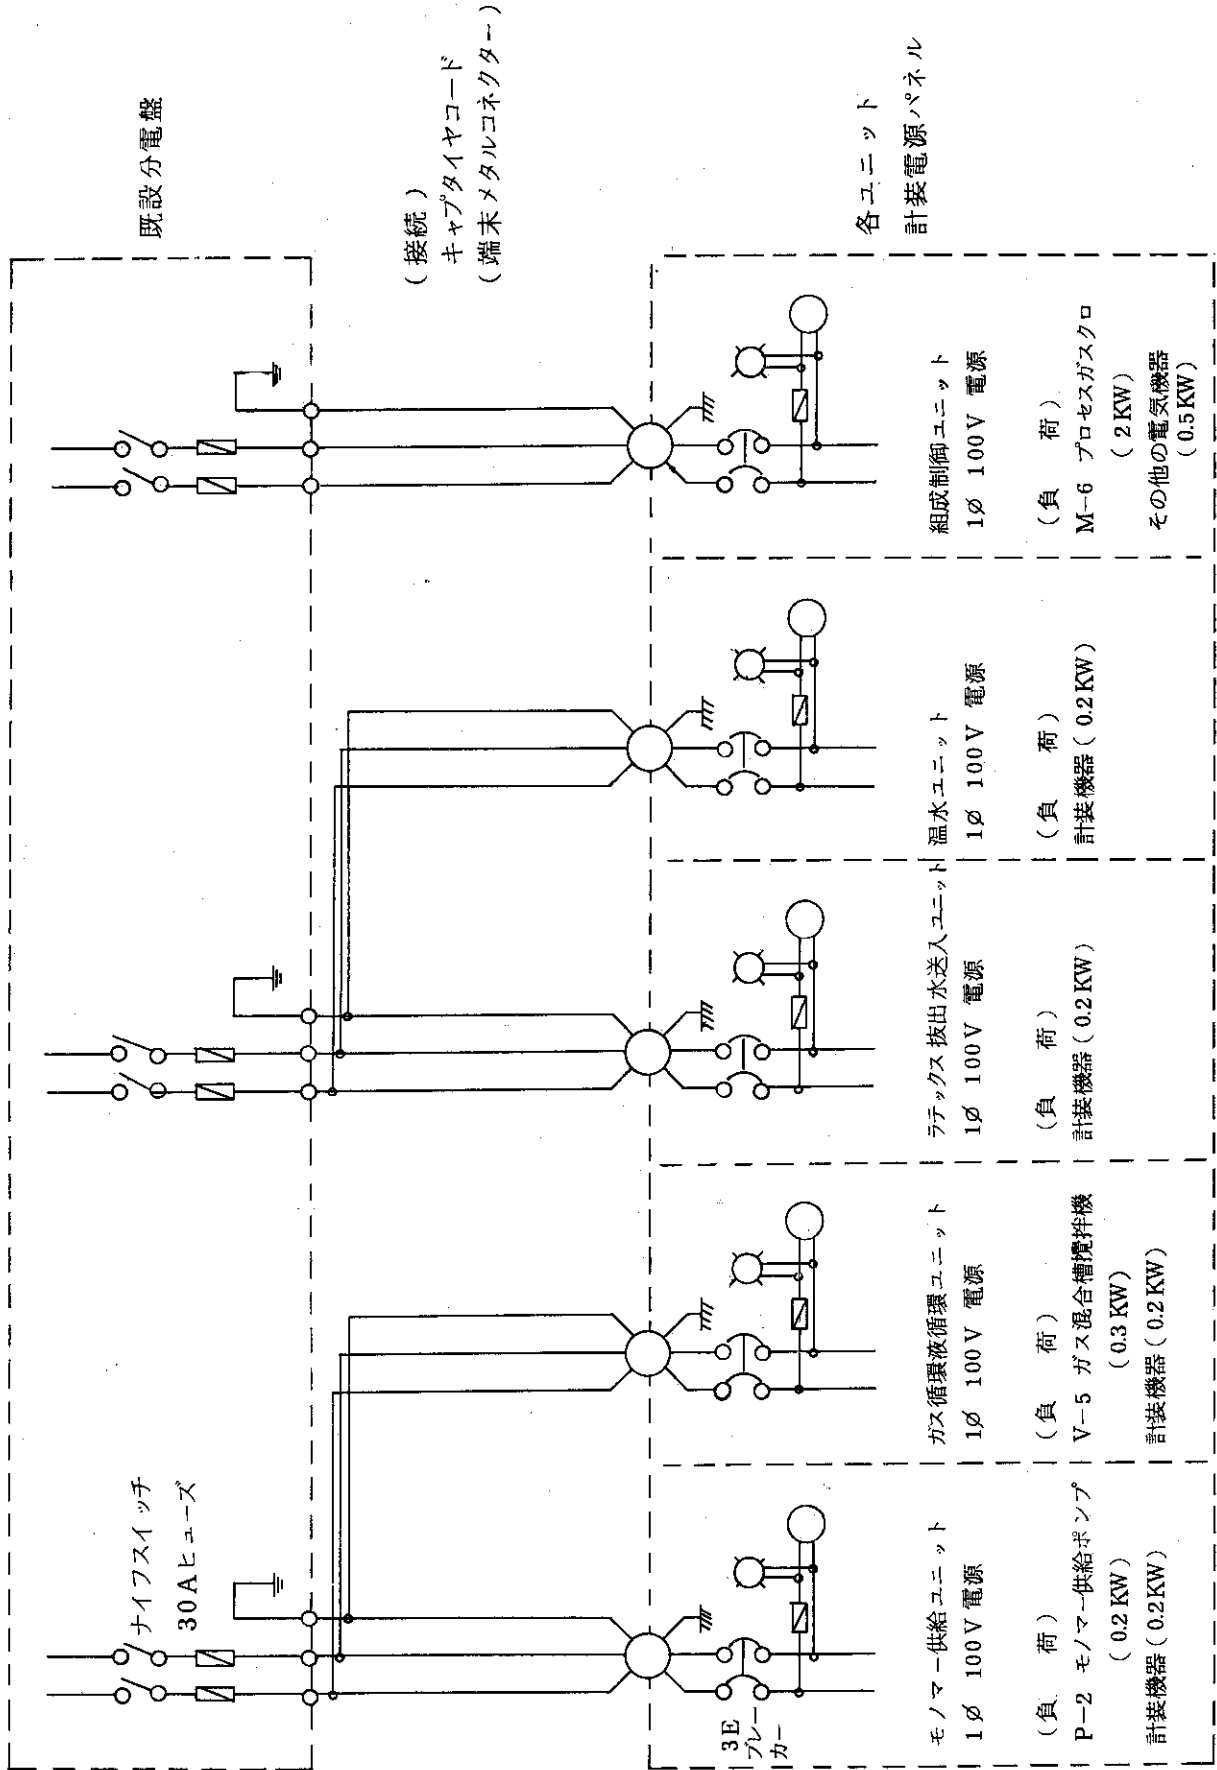 既設分電盤
ナイフスイッチ
30Aヒューズ
(接続)
キャブタイヤコード
(端末メタルコネクター)
各ユニット
計装電源パネル
3E
ブレー
カー
モノマー供給ユニット
1Ø 100V 電源
(負 荷)
P-2 モノマー供給ポンプ
(0.2KW)
計装機器(0.2KW)
ガス循環液循環ユニット
1Ø 100V 電源
(負 荷)
V-5 ガス混合槽攪拌機
(0.3KW)
計装機器(0.2KW)
ラテックス抜出水送入ユニット
1Ø 100V 電源
(負 荷)
計装機器(0.2KW)
温水ユニット
1Ø 100V 電源
(負 荷)
計装機器(0.2KW)
組成制御ユニット
1Ø 100V 電源
(負 荷)
M-6 プロセスガスクロ
(2KW)
その他の電気機器
(0.5KW)